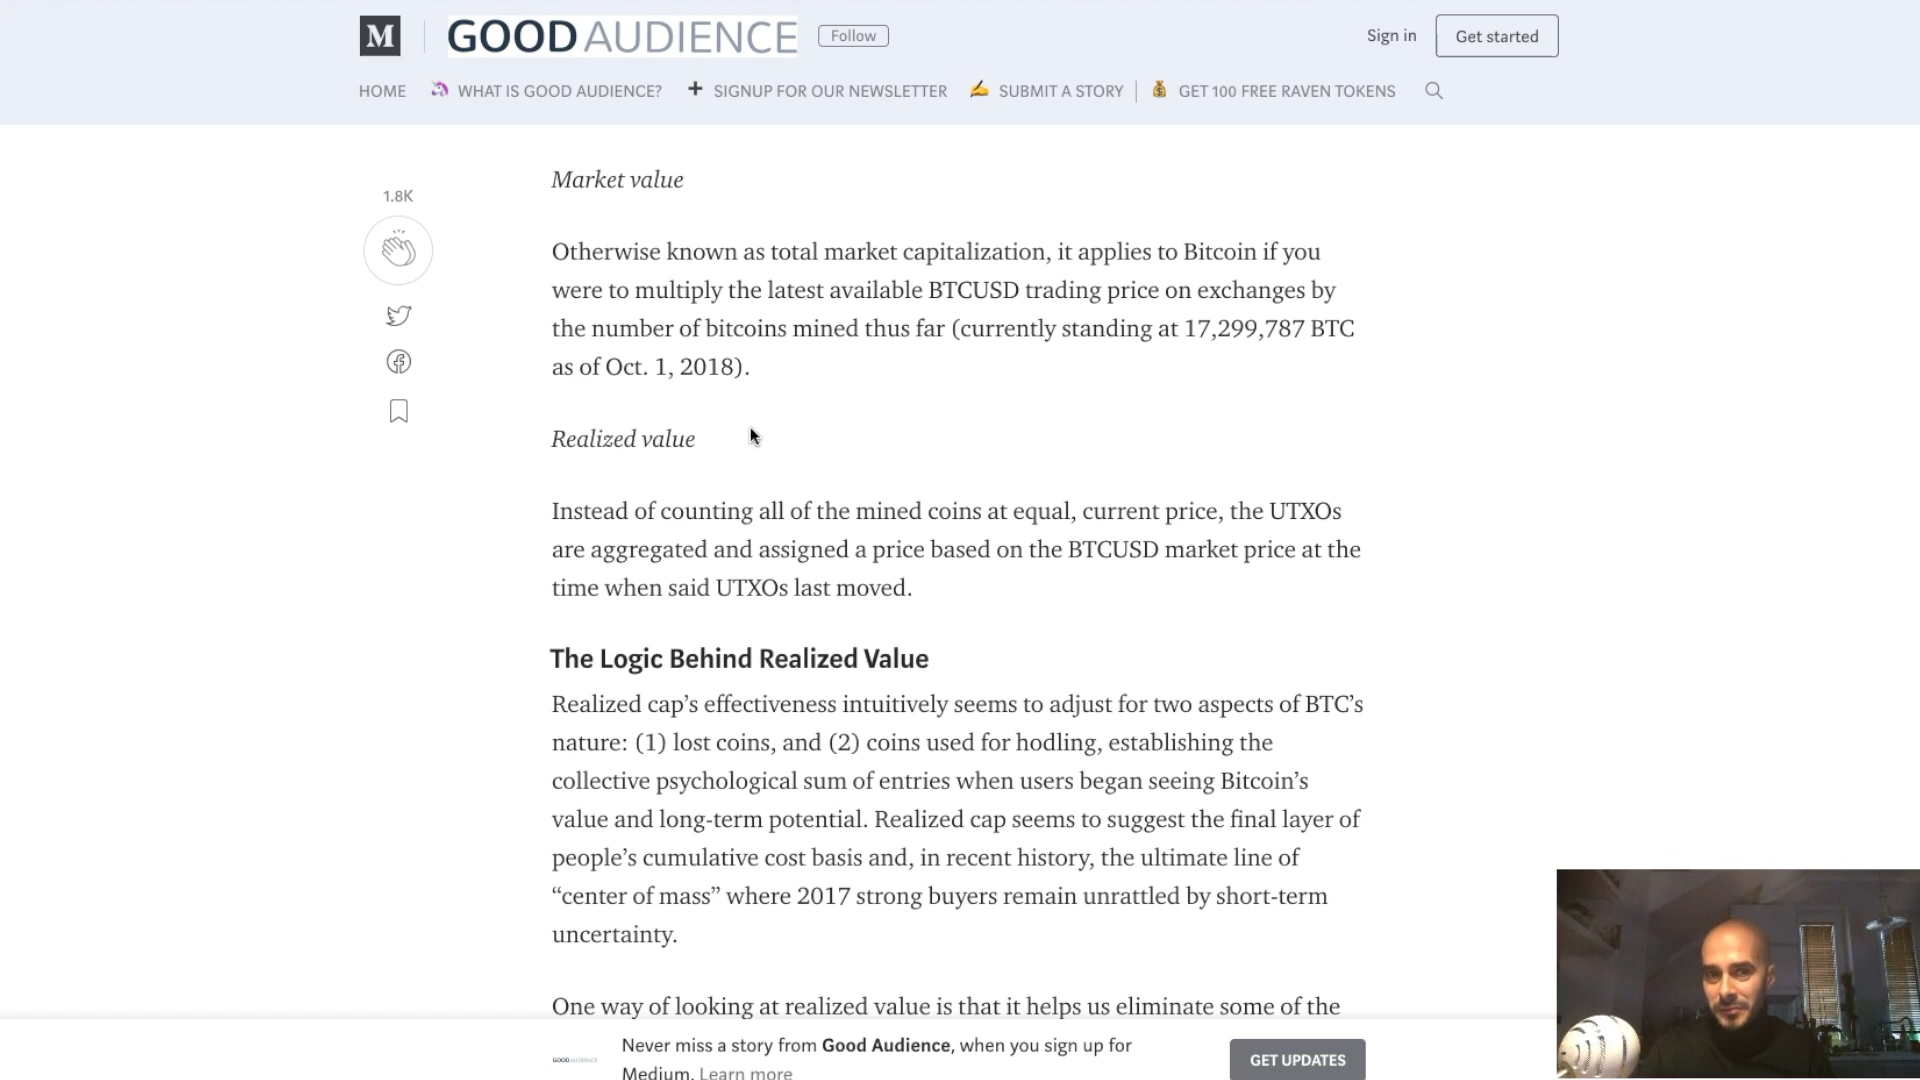 M
GOOD AUDIENCE
Follow
Sign in
Get started
HOME
WHAT IS GOOD AUDIENCE?
SIGNUP FOR OUR NEWSLETTER
SUBMIT A STORY
GET 100 FREE RAVEN TOKENS
1.8K
Market value
Otherwise known as total market capitalization, it applies to Bitcoin if you
were to multiply the latest available BTCUSD trading price on exchanges by
the number of bitcoins mined thus far (currently standing at 17,299,787 BTC
as of Oct. 1, 2018).
Realized value
Instead of counting all of the mined coins at equal, current price, the UTXOs
are aggregated and assigned a price based on the BTCUSD market price at the
time when said UTXOs last moved.
The Logic Behind Realized Value
Realized cap’s effectiveness intuitively seems to adjust for two aspects of BTC’s
nature: (1) lost coins, and (2) coins used for hodling, establishing the
collective psychological sum of entries when users began seeing Bitcoin’s
value and long-term potential. Realized cap seems to suggest the final layer of
people’s cumulative cost basis and, in recent history, the ultimate line of
“center of mass” where 2017 strong buyers remain unrattled by short-term
uncertainty.
One way of looking at realized value is that it helps us eliminate some of the
GOOD AUDIENCE
Never miss a story from Good Audience, when you sign up for
Medium. Learn more
GET UPDATES